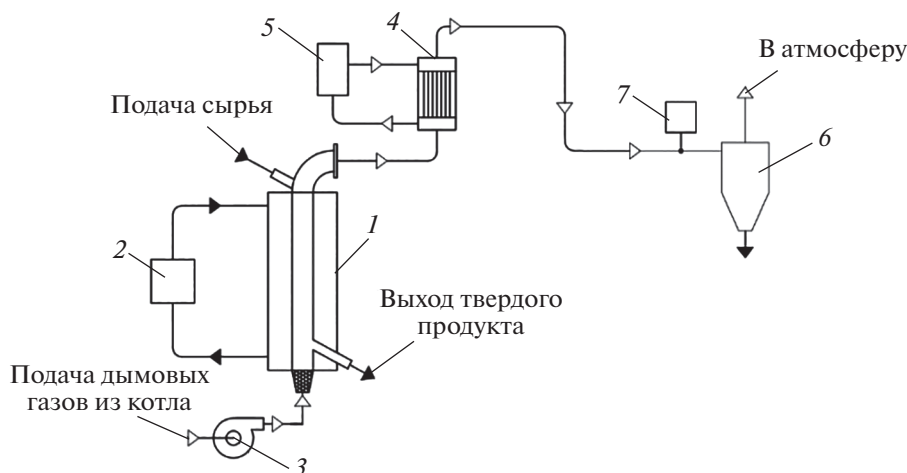 5
4
В атмосферу
7
Подача сырья
6
1
2
Выход твердого
продукта
Подача дымовых
газов из котла
3